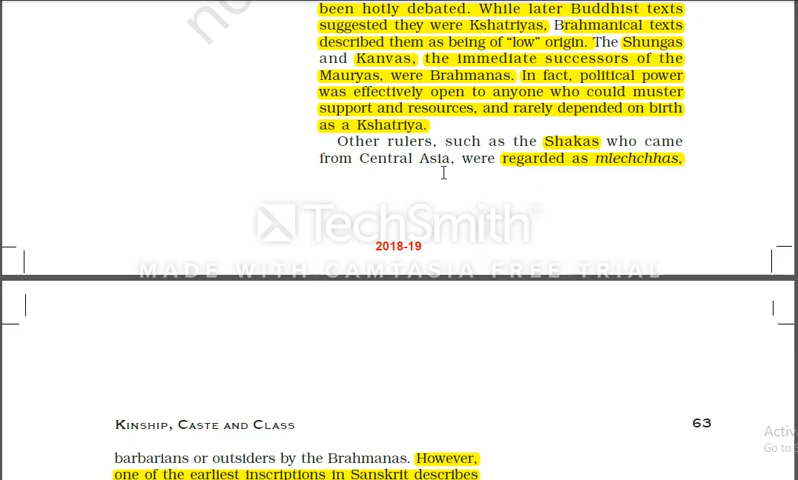 been hotly debated. While later Buddhist texts
suggested they were Kshatriyas, Brahmanical texts
described them as being of “low” origin. The Shungas
and Kanvas, the immediate successors of the
Mauryas, were Brahmanas. In fact, political power
was effectively open to anyone who could muster
support and resources, and rarely depended on birth
as a Kshatriya.
Other rulers, such as the Shakas who came
from Central Asia, were regarded as mlechchhas,
TechSmith
2018-19
MADE WITH CAMTASIA FREE TRIAL
KINSHIP, CASTE AND CLASS
63
barbarians or outsiders by the Brahmanas. However,
one of the earliest inscriptions in Sanskrit describes